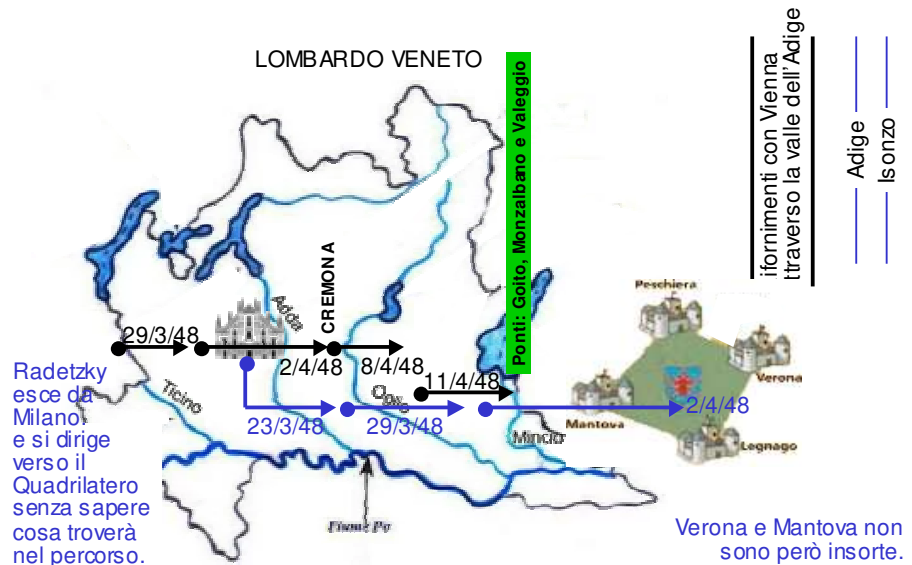 LOMBARDO VENETO
Ponti: Goito, Monzalbano e Valeggio
ifornimenti con Vienna
ttraverso la valle dell'Adige
Adige
Isonzo
Peschiera
Verona
Mantova
Legnago
CREMONA
Adda
29/3/48
2/4/48
8/4/48
11/4/48
Ticino
Oglio
Mincio
23/3/48
29/3/48
2/4/48
Fiume Po
Radetzky
esce da
Milano
e si dirige
verso il
Quadrilatero
senza sapere
cosa troverà
nel percorso.
Verona e Mantova non
sono però insorte.